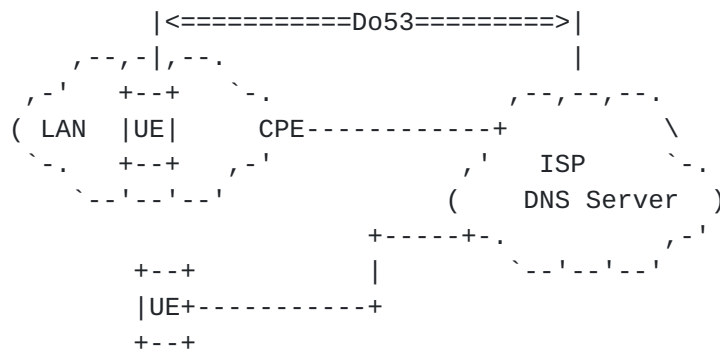 |<===========Do53=========>|
,--,-|,--. |
,-' +--+ `-. ,--,--,--.
( LAN |UE| CPE------------+ \
`-. +--+ ,-' ,' ISP `-.
`--'--'--' ( DNS Server )
+-----+-. ,-'
+--+ | `--'--'--'
|UE+-----------+
+--+